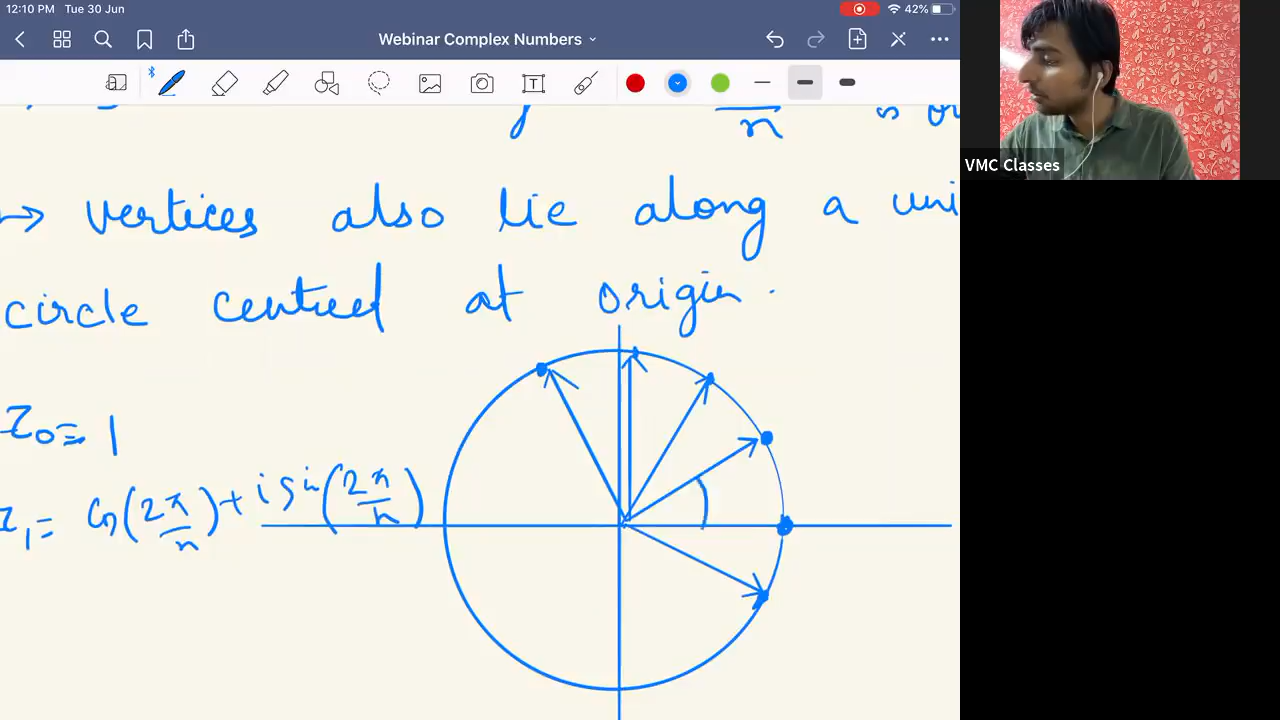 12:10 PM Tue 30 Jun
42%
Webinar Complex Numbers
T
VMC Classes
n
→ vertices also lie along a uni
circle centred at origin.
Z₀ = 1
Z₁ = Cos(2π/n) + i Sin(2π/n)